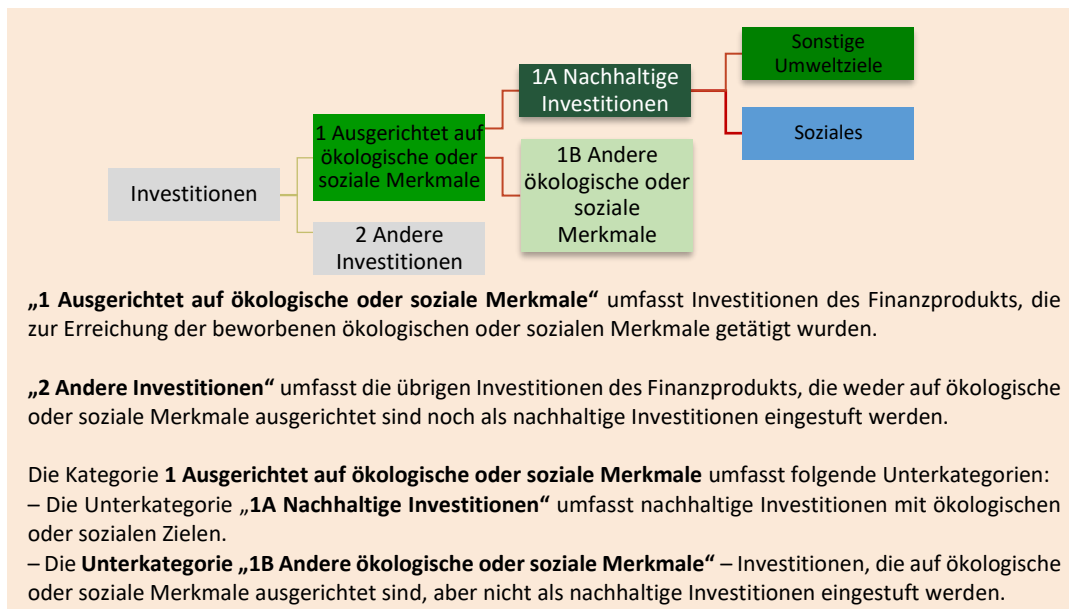 Sonstige
Umweltziele
1A Nachhaltige
Investitionen
Soziales
1 Ausgerichtet auf
ökologische oder
soziale Merkmale
1B Andere
ökologische oder
soziale
Merkmale
Investitionen
2 Andere
Investitionen
„1 Ausgerichtet auf ökologische oder soziale Merkmale“ umfasst Investitionen des Finanzprodukts, die
zur Erreichung der beworbenen ökologischen oder sozialen Merkmale getätigt wurden.
„2 Andere Investitionen“ umfasst die übrigen Investitionen des Finanzprodukts, die weder auf ökologische
oder soziale Merkmale ausgerichtet sind noch als nachhaltige Investitionen eingestuft werden.
Die Kategorie 1 Ausgerichtet auf ökologische oder soziale Merkmale umfasst folgende Unterkategorien:
– Die Unterkategorie „1A Nachhaltige Investitionen“ umfasst nachhaltige Investitionen mit ökologischen
oder sozialen Zielen.
– Die Unterkategorie „1B Andere ökologische oder soziale Merkmale“ – Investitionen, die auf ökologische
oder soziale Merkmale ausgerichtet sind, aber nicht als nachhaltige Investitionen eingestuft werden.